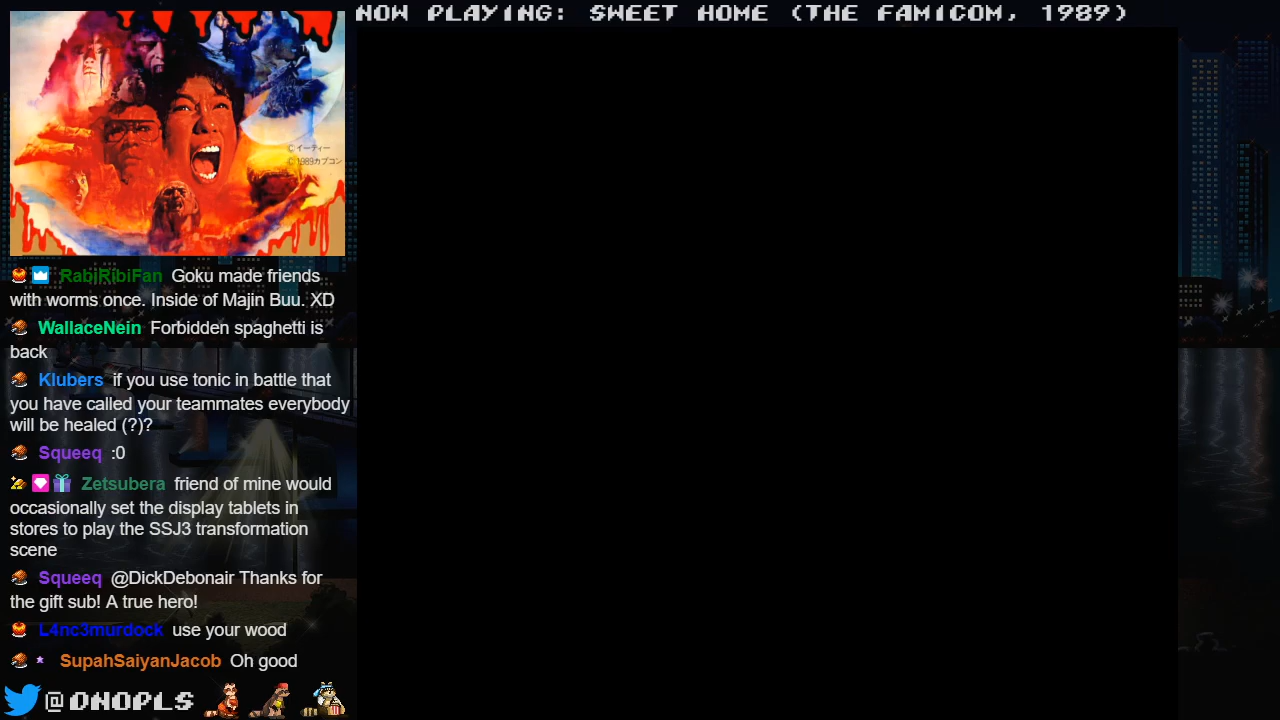 NOW PLAYING: SWEET HOME (THE FAMICOM, 1989)
©イーディー
©1989カプコン
RabiRibiFan Goku made friends
with worms once. Inside of Majin Buu. XD
WallaceNein Forbidden spaghetti is
back
Klubers if you use tonic in battle that
you have called your teammates everybody
will be healed (?)?
Squeeq :0
Zetsubera friend of mine would
occasionally set the display tablets in
stores to play the SSJ3 transformation
scene
Squeeq @DickDebonair Thanks for
the gift sub! A true hero!
L4nc3murdock use your wood
SupahSaiyanJacob Oh good
@DNOPLS